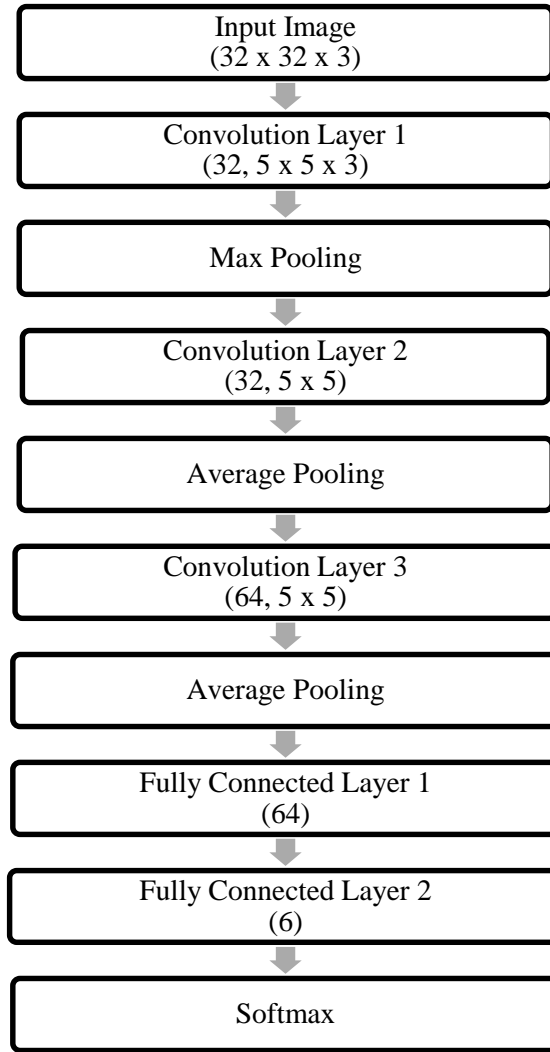 Input Image
(32 x 32 x 3)
Convolution Layer 1
(32, 5 x 5 x 3)
Max Pooling
Convolution Layer 2
(32, 5 x 5)
Average Pooling
Convolution Layer 3
(64, 5 x 5)
Average Pooling
Fully Connected Layer 1
(64)
Fully Connected Layer 2
(6)
Softmax